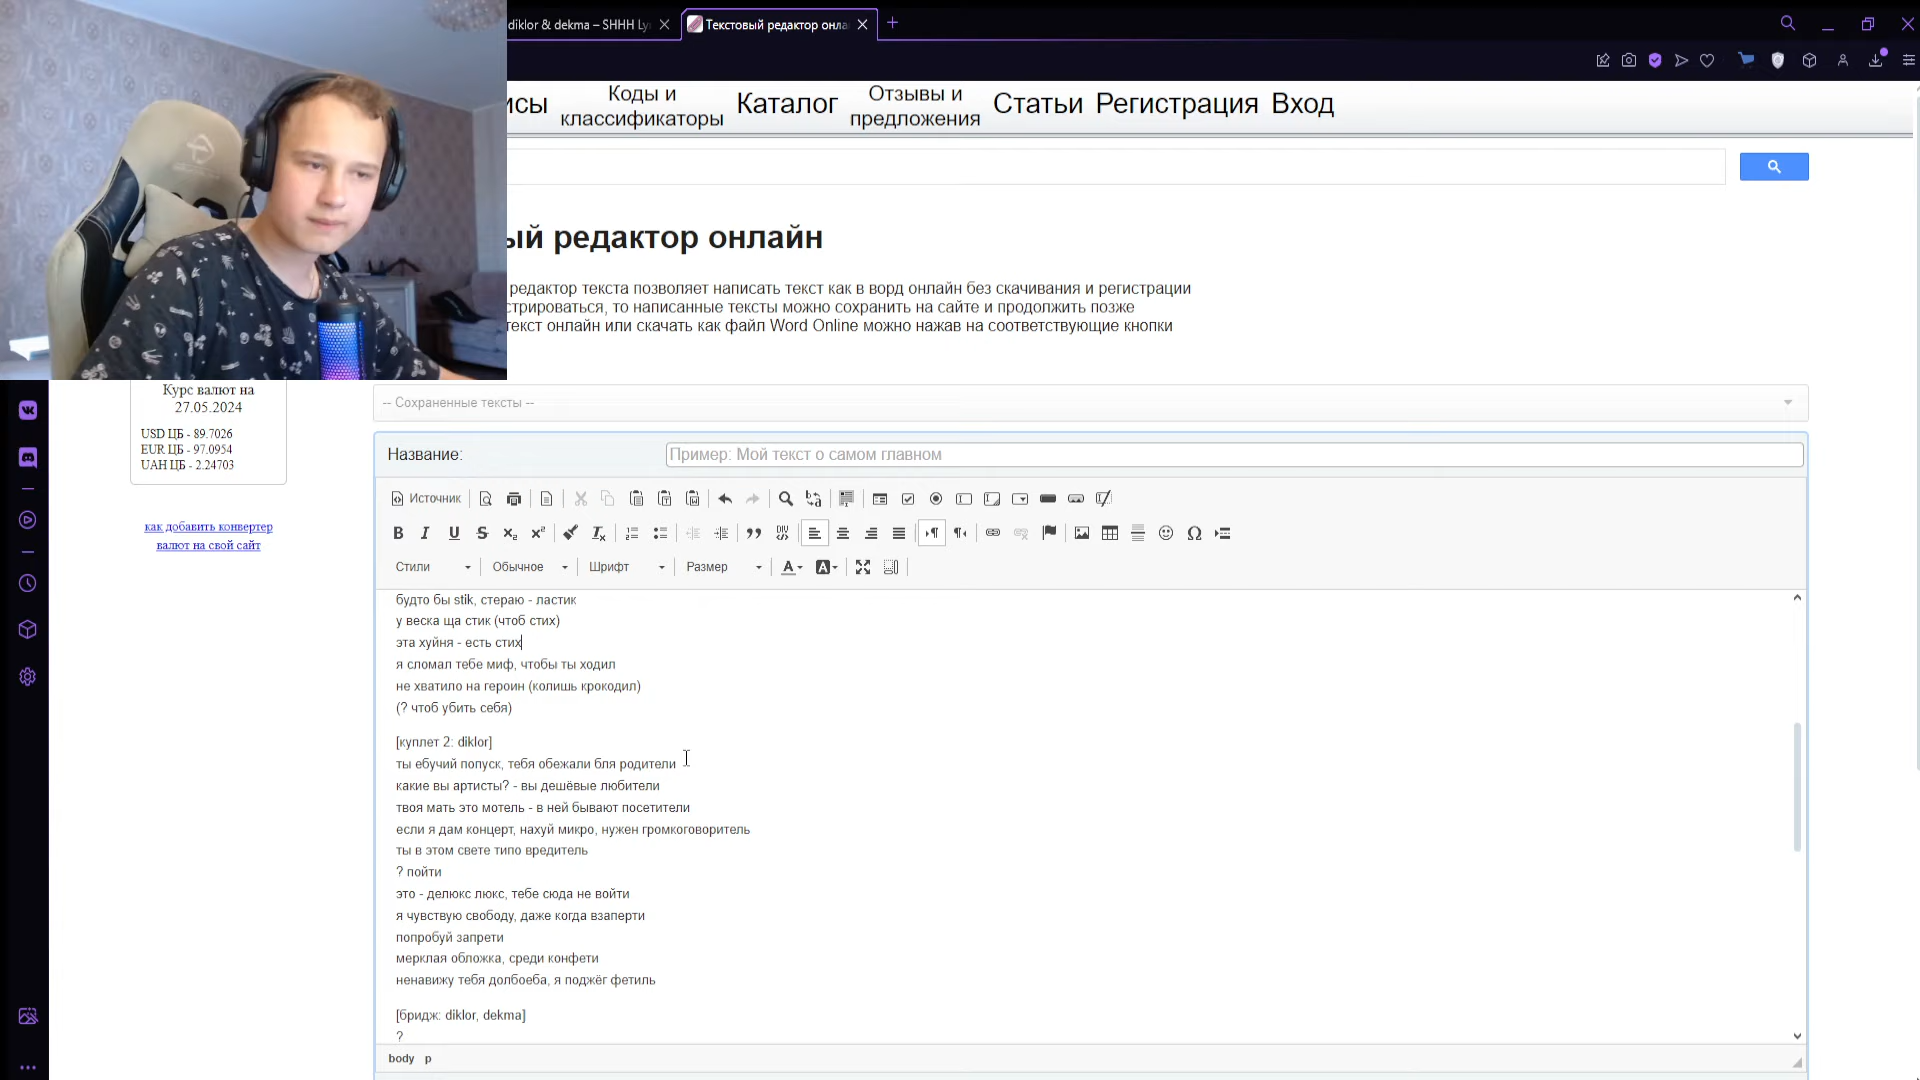 diklor & dekma – SHHH Ly
Текстовый редактор онла
Коды и
классификаторы
Каталог
Отзывы и
предложения
Статьи
Регистрация
Вход
ый редактор онлайн
редактор текста позволяет написать текст как в ворд онлайн без скачивания и регистрации
стрироваться, то написанные тексты можно сохранить на сайте и продолжить позже
текст онлайн или скачать как файл Word Online можно нажав на соответствующие кнопки
Курс валют на
27.05.2024
USD ЦБ - 89.7026
EUR ЦБ - 97.0954
UAH ЦБ - 2.24703
как добавить конвертер
валют на свой сайт
-- Сохраненные тексты --
Название:
Пример: Мой текст о самом главном
Источник
Стили
Обычное
Шрифт
Размер
будто бы stik, стераю - ластик
у веска ща стик (чтоб стих)
эта хуйня - есть стих
я сломал тебе миф, чтобы ты ходил
не хватило на героин (колишь крокодил)
(? чтоб убить себя)
[куплет 2: diklor]
ты ебучий попуск, тебя обежали бля родители
какие вы артисты? - вы дешёвые любители
твоя мать это мотель - в ней бывают посетители
если я дам концерт, нахуй микро, нужен громкоговоритель
ты в этом свете типо вредитель
? пойти
это - делюкс люкс, тебе сюда не войти
я чувствую свободу, даже когда взаперти
попробуй запрети
мерклая обложка, среди конфети
ненавижу тебя долбоеба, я поджёг фетиль
[бридж: diklor, dekma]
?
body p